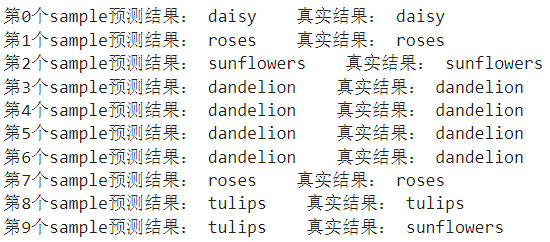 第0个sample预测结果: daisy 真实结果: daisy
第1个sample预测结果: roses 真实结果: roses
第2个sample预测结果: sunflowers 真实结果: sunflowers
第3个sample预测结果: dandelion 真实结果: dandelion
第4个sample预测结果: dandelion 真实结果: dandelion
第5个sample预测结果: dandelion 真实结果: dandelion
第6个sample预测结果: dandelion 真实结果: dandelion
第7个sample预测结果: roses 真实结果: roses
第8个sample预测结果: tulips 真实结果: tulips
第9个sample预测结果: tulips 真实结果: sunflowers